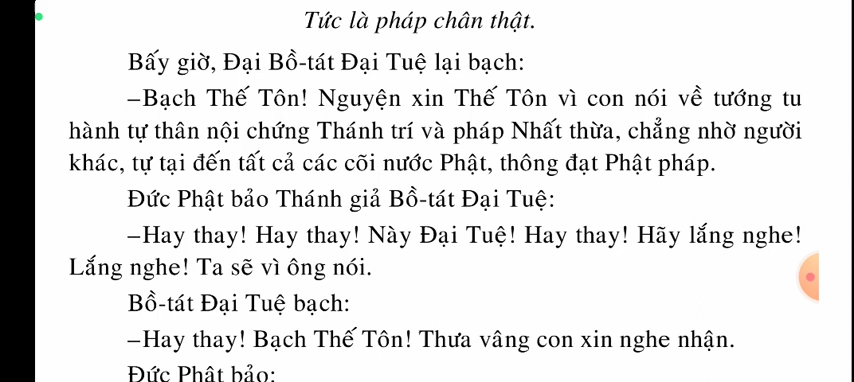 Tức là pháp chân thật.
Bấy giờ, Đại Bồ-tát Đại Tuệ lại bạch:
–Bạch Thế Tôn! Nguyện xin Thế Tôn vì con nói về tướng tu
hành tự thân nội chứng Thánh trí và pháp Nhất thừa, chẳng nhờ người
khác, tự tại đến tất cả các cõi nước Phật, thông đạt Phật pháp.
Đức Phật bảo Thánh giả Bồ-tát Đại Tuệ:
–Hay thay! Hay thay! Này Đại Tuệ! Hay thay! Hãy lắng nghe!
Lắng nghe! Ta sẽ vì ông nói.
Bồ-tát Đại Tuệ bạch:
–Hay thay! Bạch Thế Tôn! Thưa vâng con xin nghe nhận.
Đức Phật bảo: